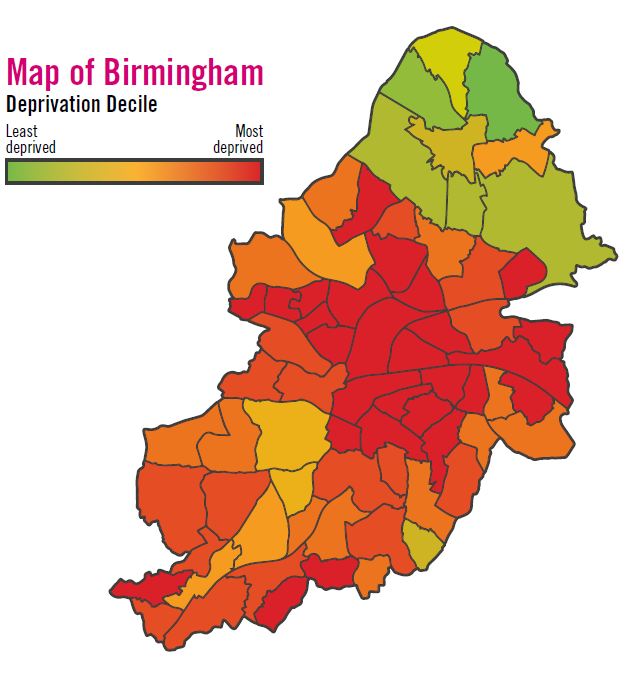 Map of Birmingham
Deprivation Decile
Least Most
deprived deprived